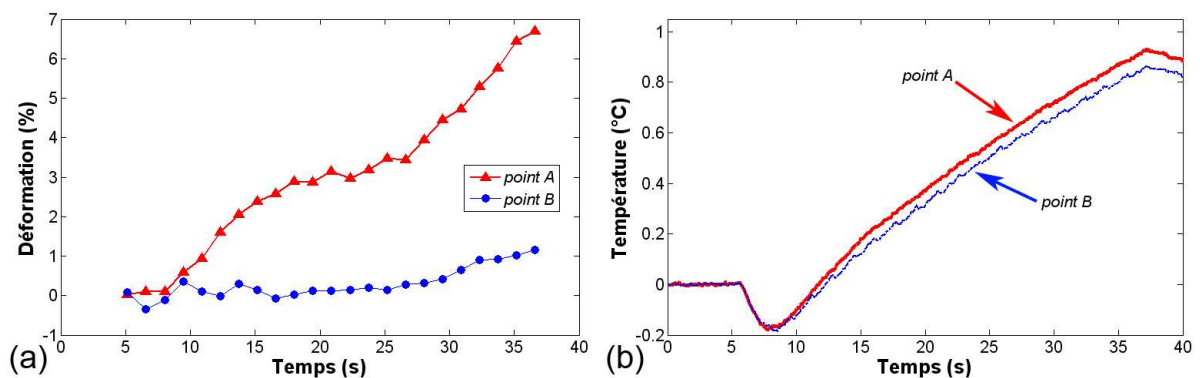 (a)
Déformation (%)
7
6
5
4
3
2
1
0
-1
0 5 10 15 20 25 30 35 40
Temps (s)
point A
point B
(b)
Température (°C)
1
0.8
0.6
0.4
0.2
0
-0.2
0 5 10 15 20 25 30 35 40
Temps (s)
point A
point B